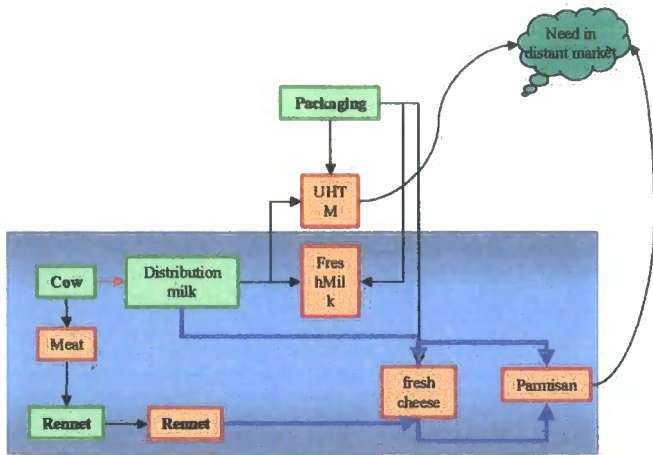 Need in
distant market
Packaging
UHT
M
Cow
Distribution
milk
Fres
hMil
k
Meat
fresh
cheese
Parmisan
Rennet
Rennet